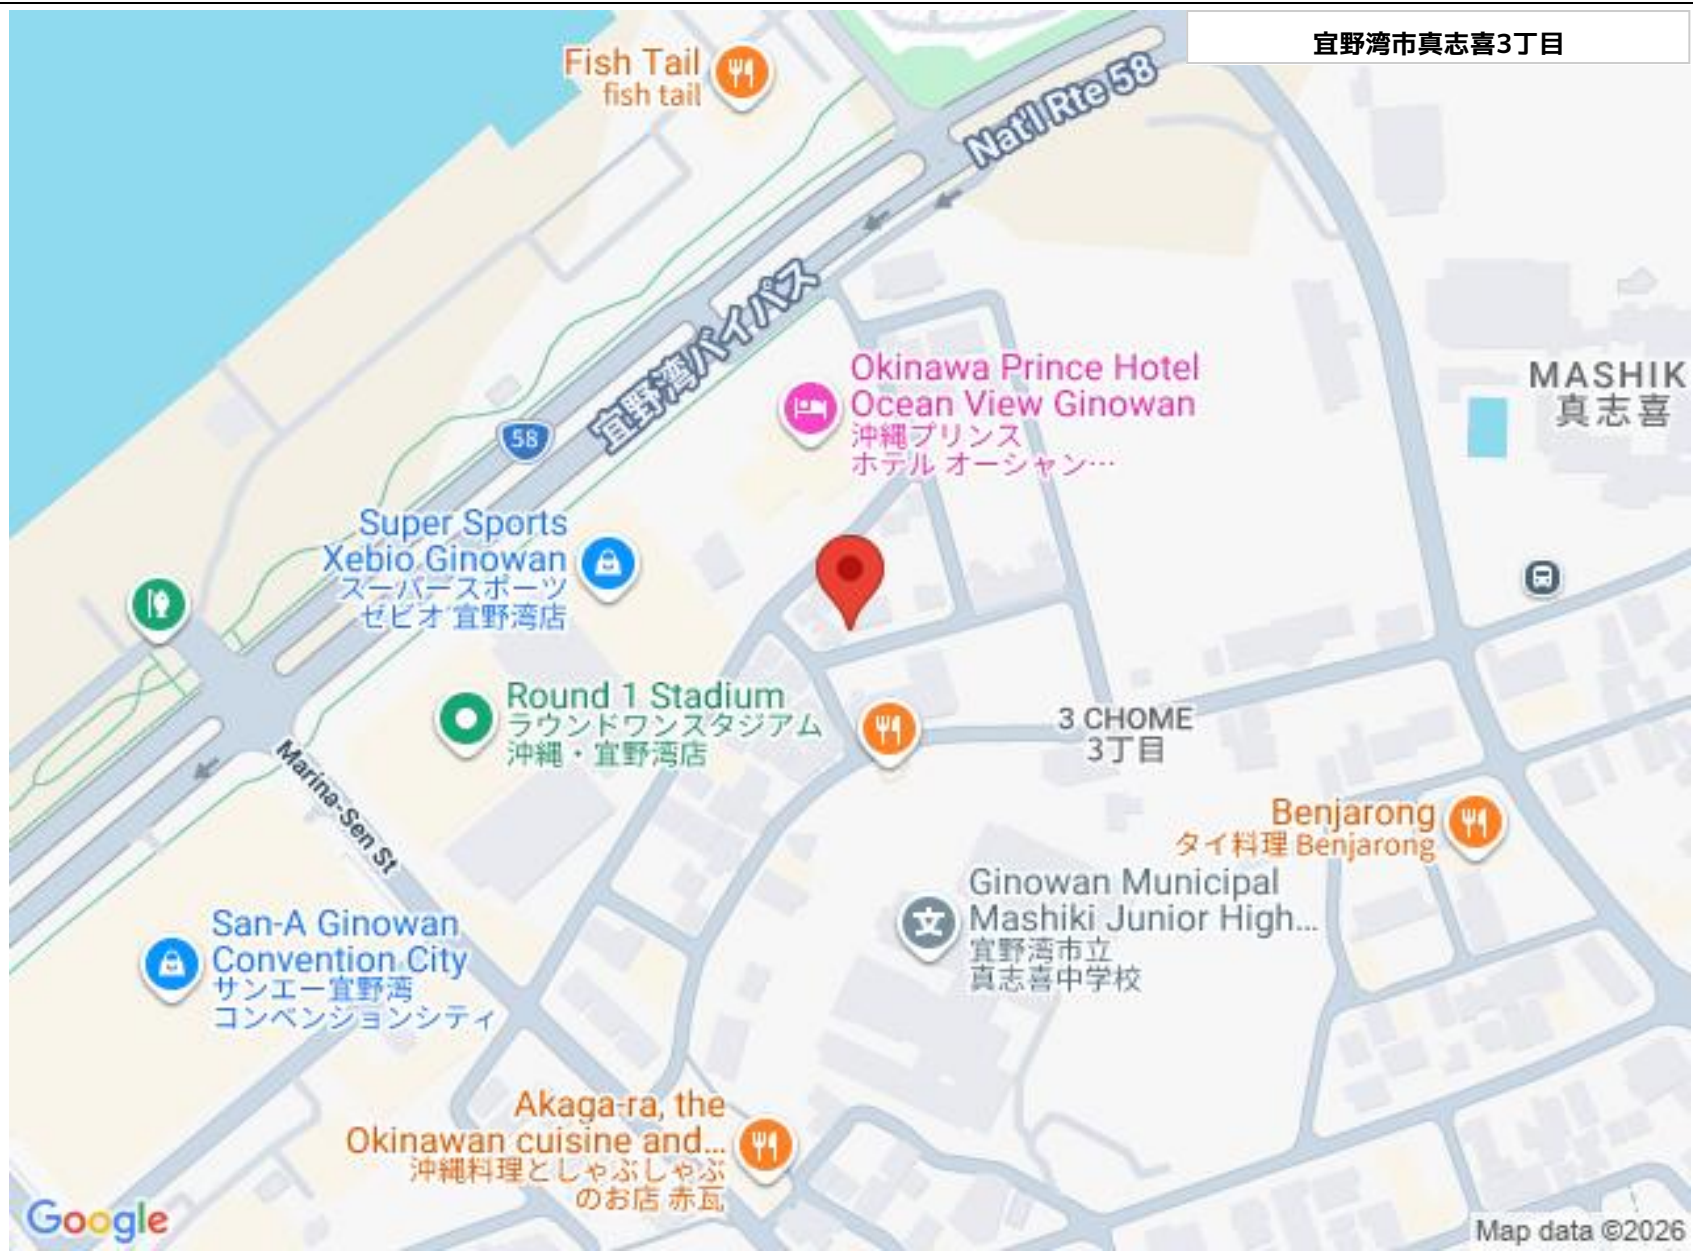 宜野湾市真志喜3丁目
Fish Tail
fish tail
Nat'l Rte 58
宜野湾バイパス
58
Okinawa Prince Hotel
Ocean View Ginowan
沖縄プリンス
ホテル オーシャン…
MASHIK
真志喜
Super Sports
Xebio Ginowan
スーパースポーツ
ゼビオ 宜野湾店
Round 1 Stadium
ラウンドワンスタジアム
沖縄・宜野湾店
3 CHOME
3丁目
Marina-Sen St
Benjarong
タイ料理 Benjarong
Ginowan Municipal
Mashiki Junior High...
宜野湾市立
真志喜中学校
文
San-A Ginowan
Convention City
サンエー宜野湾
コンベンションシティ
Akaga-ra, the
Okinawan cuisine and...
沖縄料理としゃぶしゃぶ
のお店 赤瓦
Google
Map data ©2026